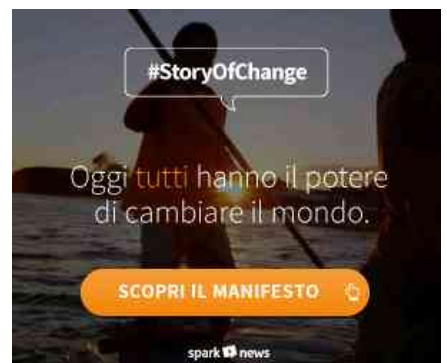 #StoryOfChange
Oggi tutti hanno il potere
di cambiare il mondo.
SCOPRI IL MANIFESTO
spark news